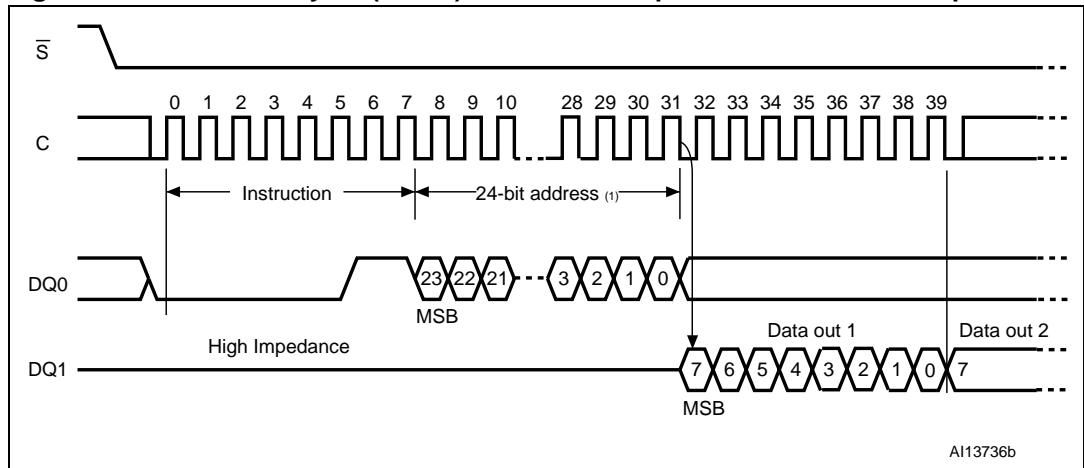 S
0 1 2 3 4 5 6 7 8 9 10 28 29 30 31 32 33 34 35 36 37 38 39
C
Instruction 24-bit address (1)
DQ0 23 22 21 3 2 1 0
MSB
High Impedance Data out 1 Data out 2
DQ1 7 6 5 4 3 2 1 0 7
MSB
AI13736b